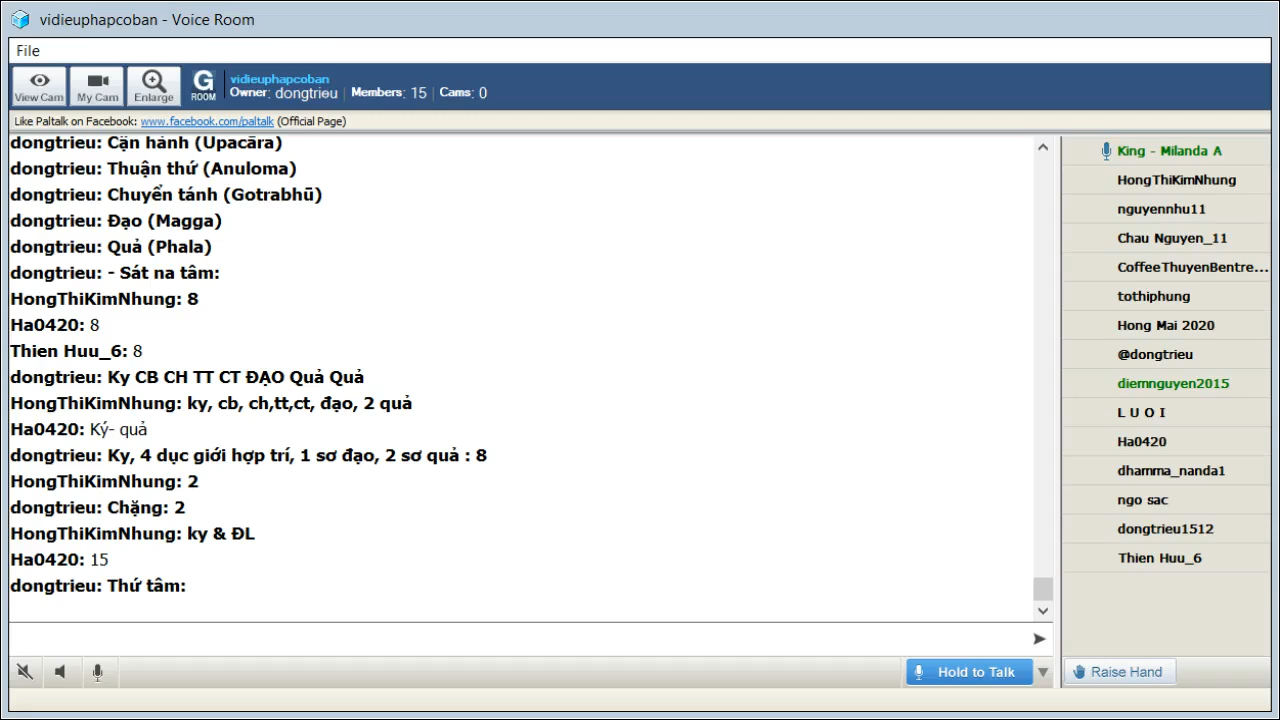 vidieuphapcoban - Voice Room
File
View Cam
My Cam
Enlarge
G
ROOM
vidieuphapcoban
Owner: dongtrieu | Members: 15 | Cams: 0
Like Paltalk on Facebook: www.facebook.com/paltalk (Official Page)
dongtrieu: Cận hành (Upacāra)
dongtrieu: Thuận thứ (Anuloma)
dongtrieu: Chuyển tánh (Gotrabhū)
dongtrieu: Đạo (Magga)
dongtrieu: Quả (Phala)
dongtrieu: - Sát na tâm:
HongThiKimNhung: 8
Ha0420: 8
Thien Huu_6: 8
dongtrieu: Ky CB CH TT CT ĐẠO Quả Quả
HongThiKimNhung: ky, cb, ch,tt,ct, đạo, 2 quả
Ha0420: Ký- quả
dongtrieu: Ky, 4 dục giới hợp trí, 1 sơ đạo, 2 sơ quả : 8
HongThiKimNhung: 2
dongtrieu: Chặng: 2
HongThiKimNhung: ky & ĐL
Ha0420: 15
dongtrieu: Thứ tâm:
King - Milanda A
HongThiKimNhung
nguyennhu11
Chau Nguyen_11
CoffeeThuyenBentre...
tothiphung
Hong Mai 2020
@dongtrieu
diemnguyen2015
L U O I
Ha0420
dhamma_nanda1
ngo sac
dongtrieu1512
Thien Huu_6
Hold to Talk
Raise Hand